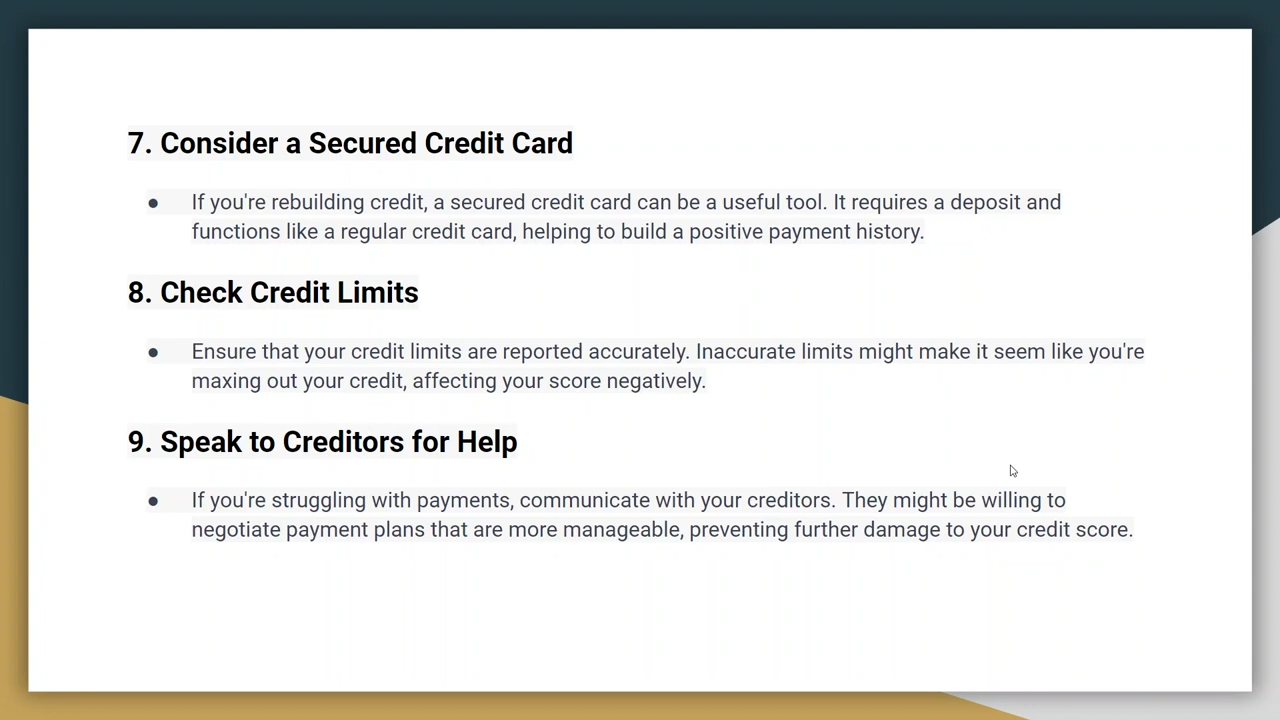 7. Consider a Secured Credit Card
● If you're rebuilding credit, a secured credit card can be a useful tool. It requires a deposit and
functions like a regular credit card, helping to build a positive payment history.
8. Check Credit Limits
● Ensure that your credit limits are reported accurately. Inaccurate limits might make it seem like you're
maxing out your credit, affecting your score negatively.
9. Speak to Creditors for Help
● If you're struggling with payments, communicate with your creditors. They might be willing to
negotiate payment plans that are more manageable, preventing further damage to your credit score.